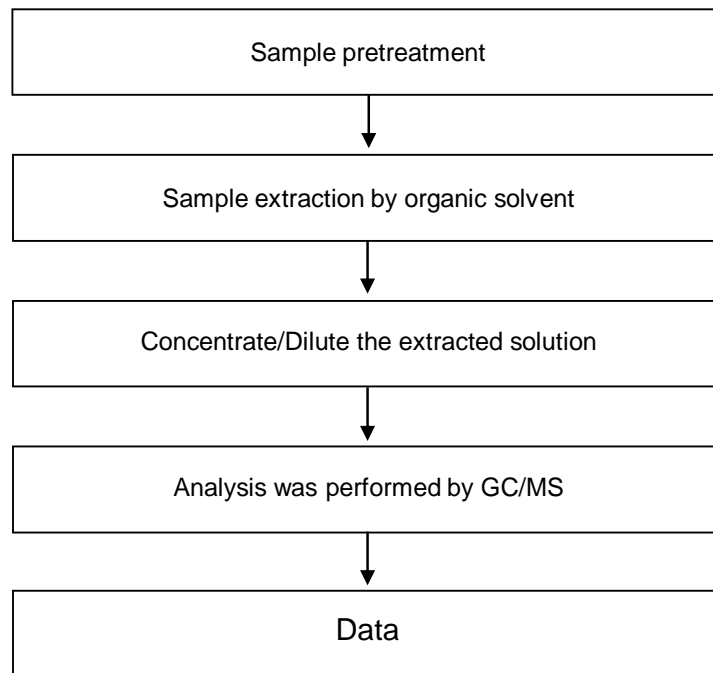 Sample pretreatment
Sample extraction by organic solvent
Concentrate/Dilute the extracted solution
Analysis was performed by GC/MS
Data